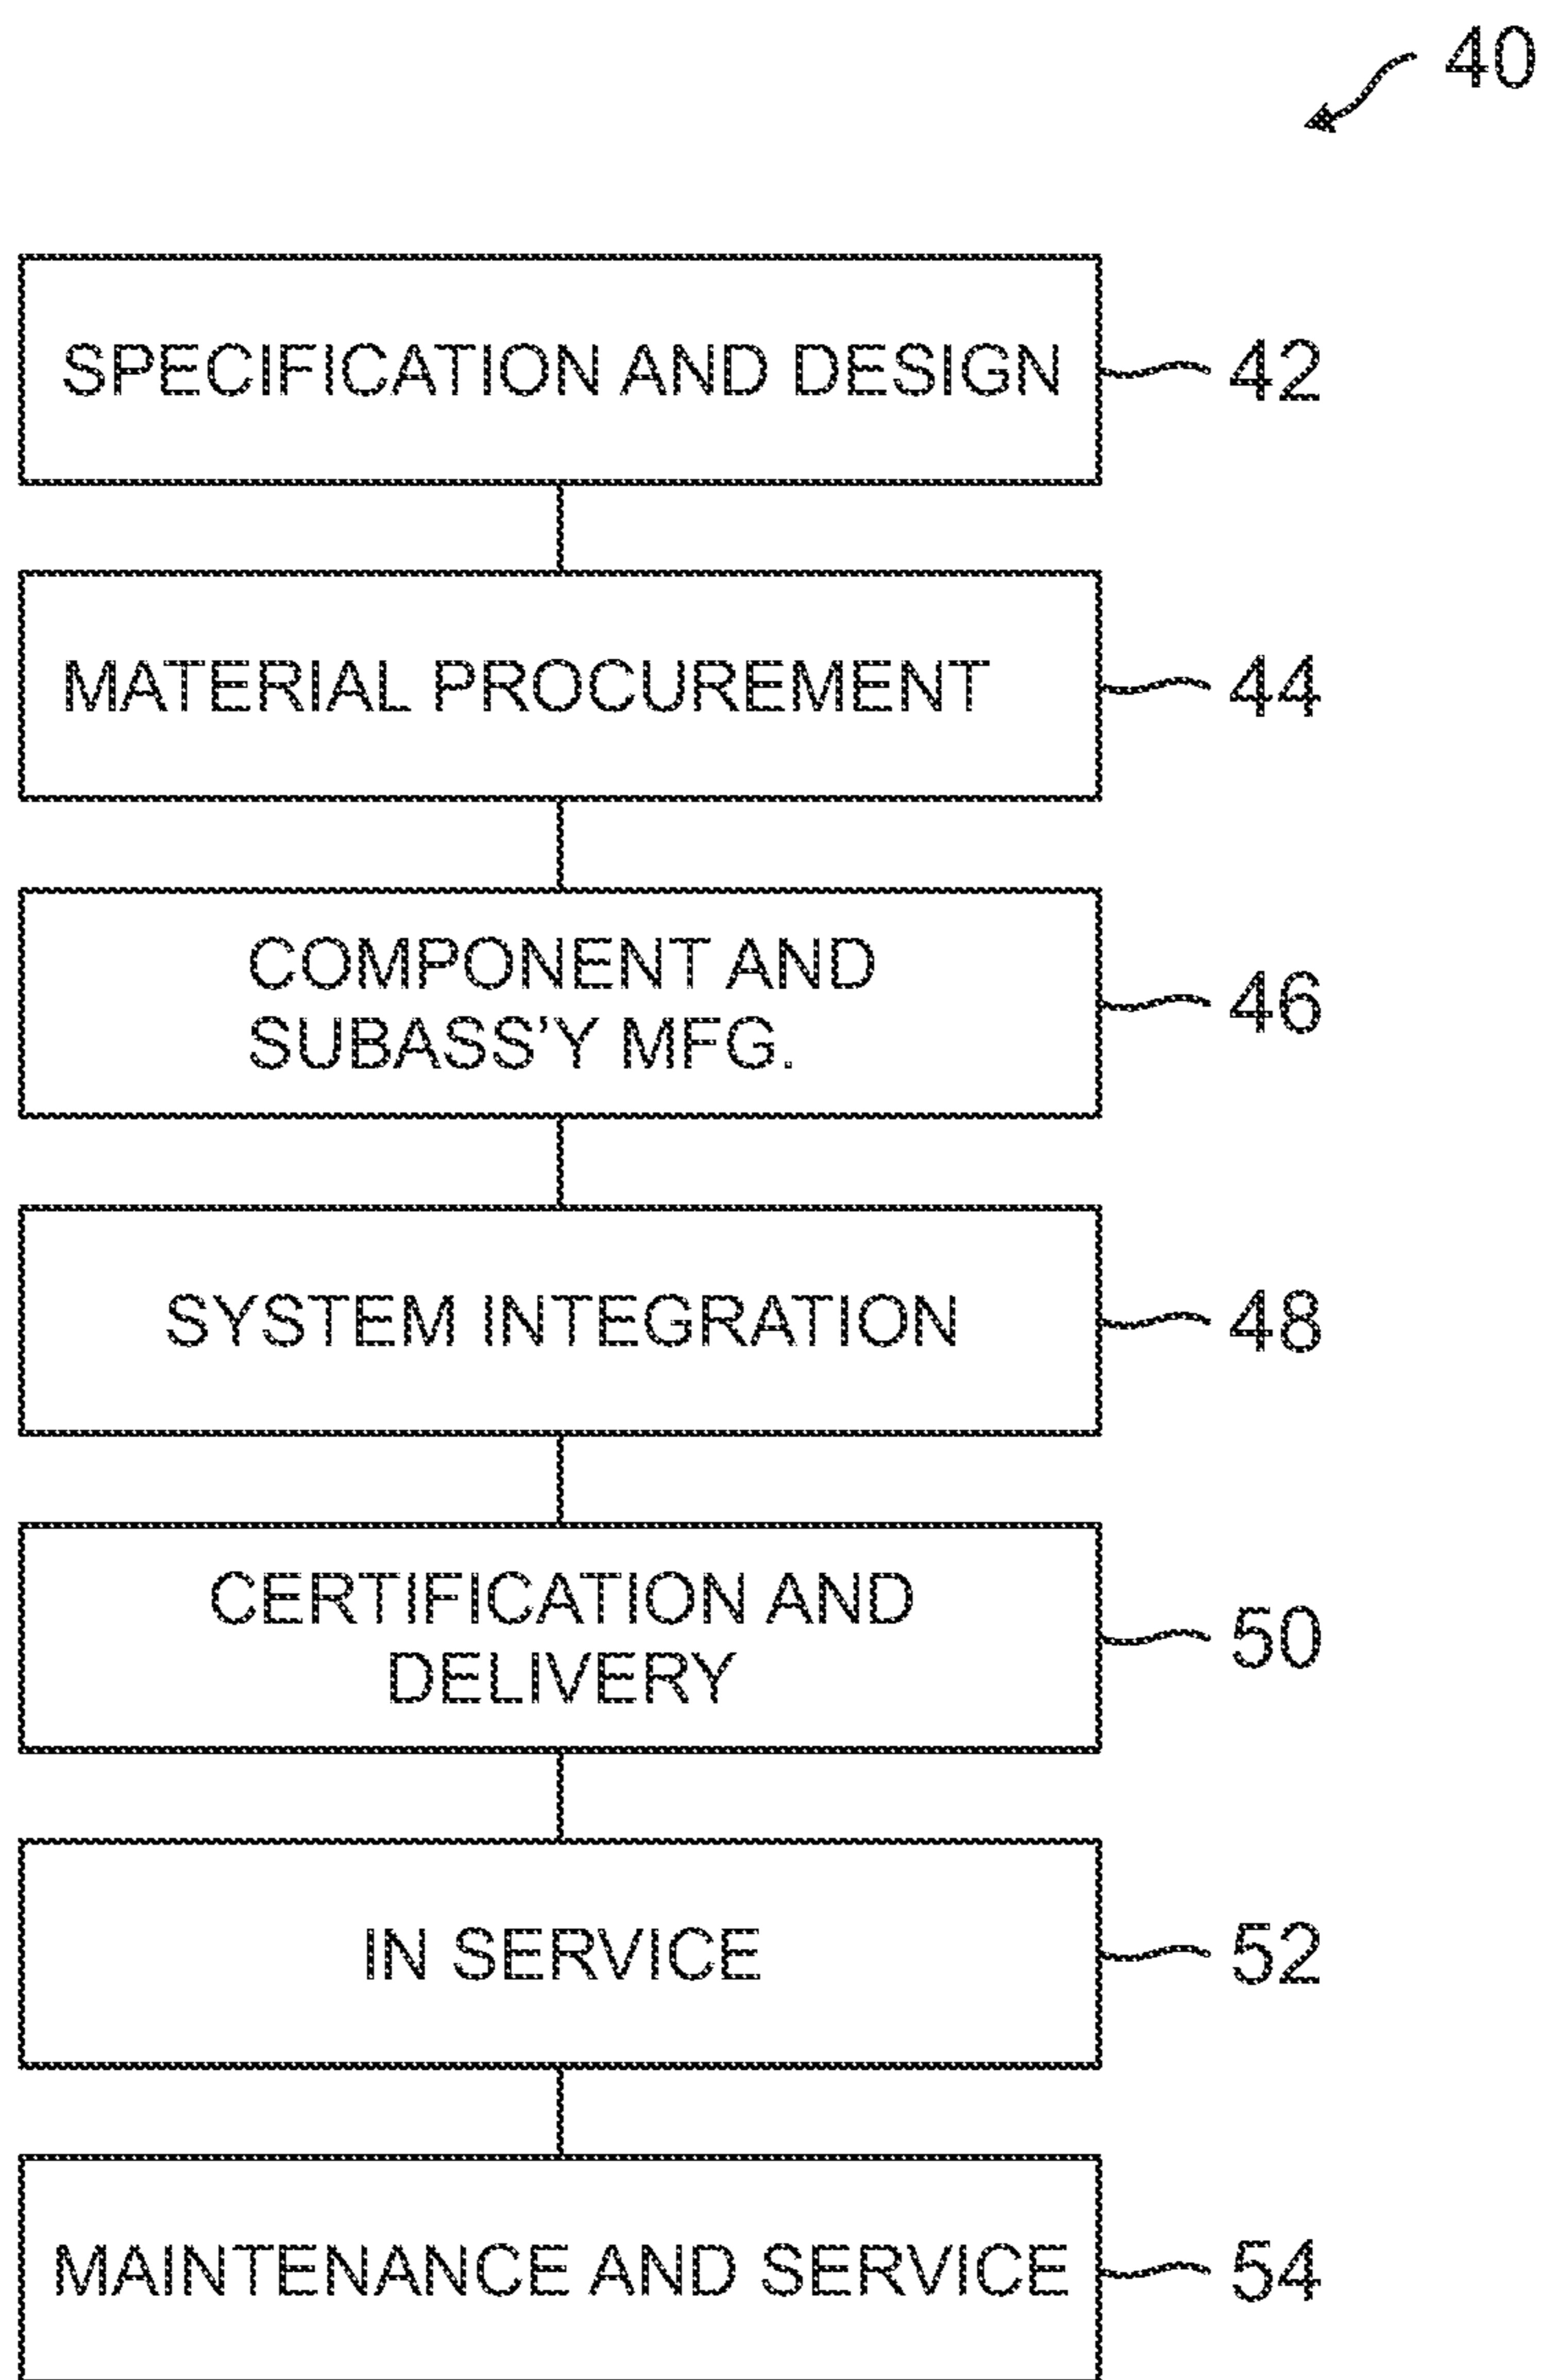 40
SPECIFICATION AND DESIGN 42
MATERIAL PROCUREMENT 44
COMPONENT AND
SUBASS’Y MFG.
46
SYSTEM INTEGRATION 48
CERTIFICATION AND
DELIVERY
50
IN SERVICE 52
MAINTENANCE AND SERVICE 54